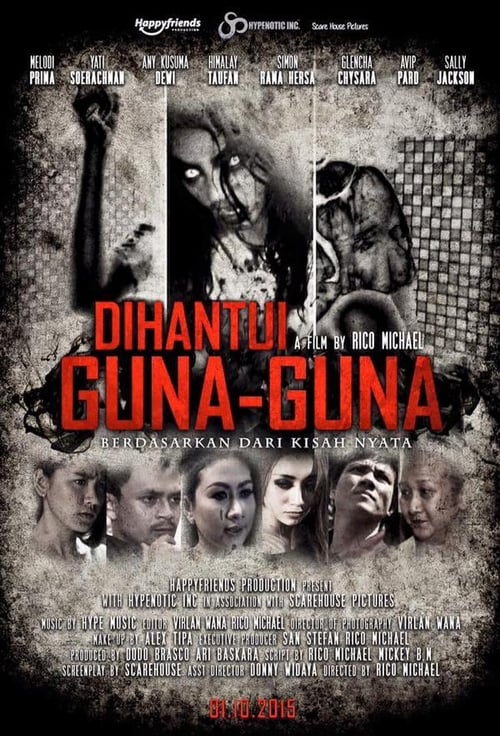 Happyfriends
PRODUCTION
HYPENOTIC INC.
Scare House Pictures
MELODI PRIMA
YATI SOERACHMAN
ANY KUSUMA DEWI
HIMALAY TAUFAN
SIMON RANA HERSA
GLENCHA CHYSARA
AVIP PARD
SALLY JACKSON
DIHANTUI
A FILM BY RICO MICHAEL
GUNA-GUNA
BERDASARKAN DARI KISAH NYATA
HAPPYFRIENDS PRODUCTION PRESENT
WITH HYPENOTIC INC IN ASSOCIATION WITH SCAREHOUSE PICTURES
MUSIC BY HYPE MUSIC EDITOR VIRLAN WANA RICO MICHAEL DIRECTOR OF PHOTOGRAPHY VIRLAN WANA
MAKE UP BY ALEX TIPA EXECUTIVE PRODUCER SAN STEFAN RICO MICHAEL
PRODUCED BY DODO BRASCO ARI BASKARA SCRIPT BY RICO MICHAEL MICKEY B.M.
SCREENPLAY BY SCAREHOUSE ASST DIRECTOR DONNY WIDAYA DIRECTED BY RICO MICHAEL
01.10.2015